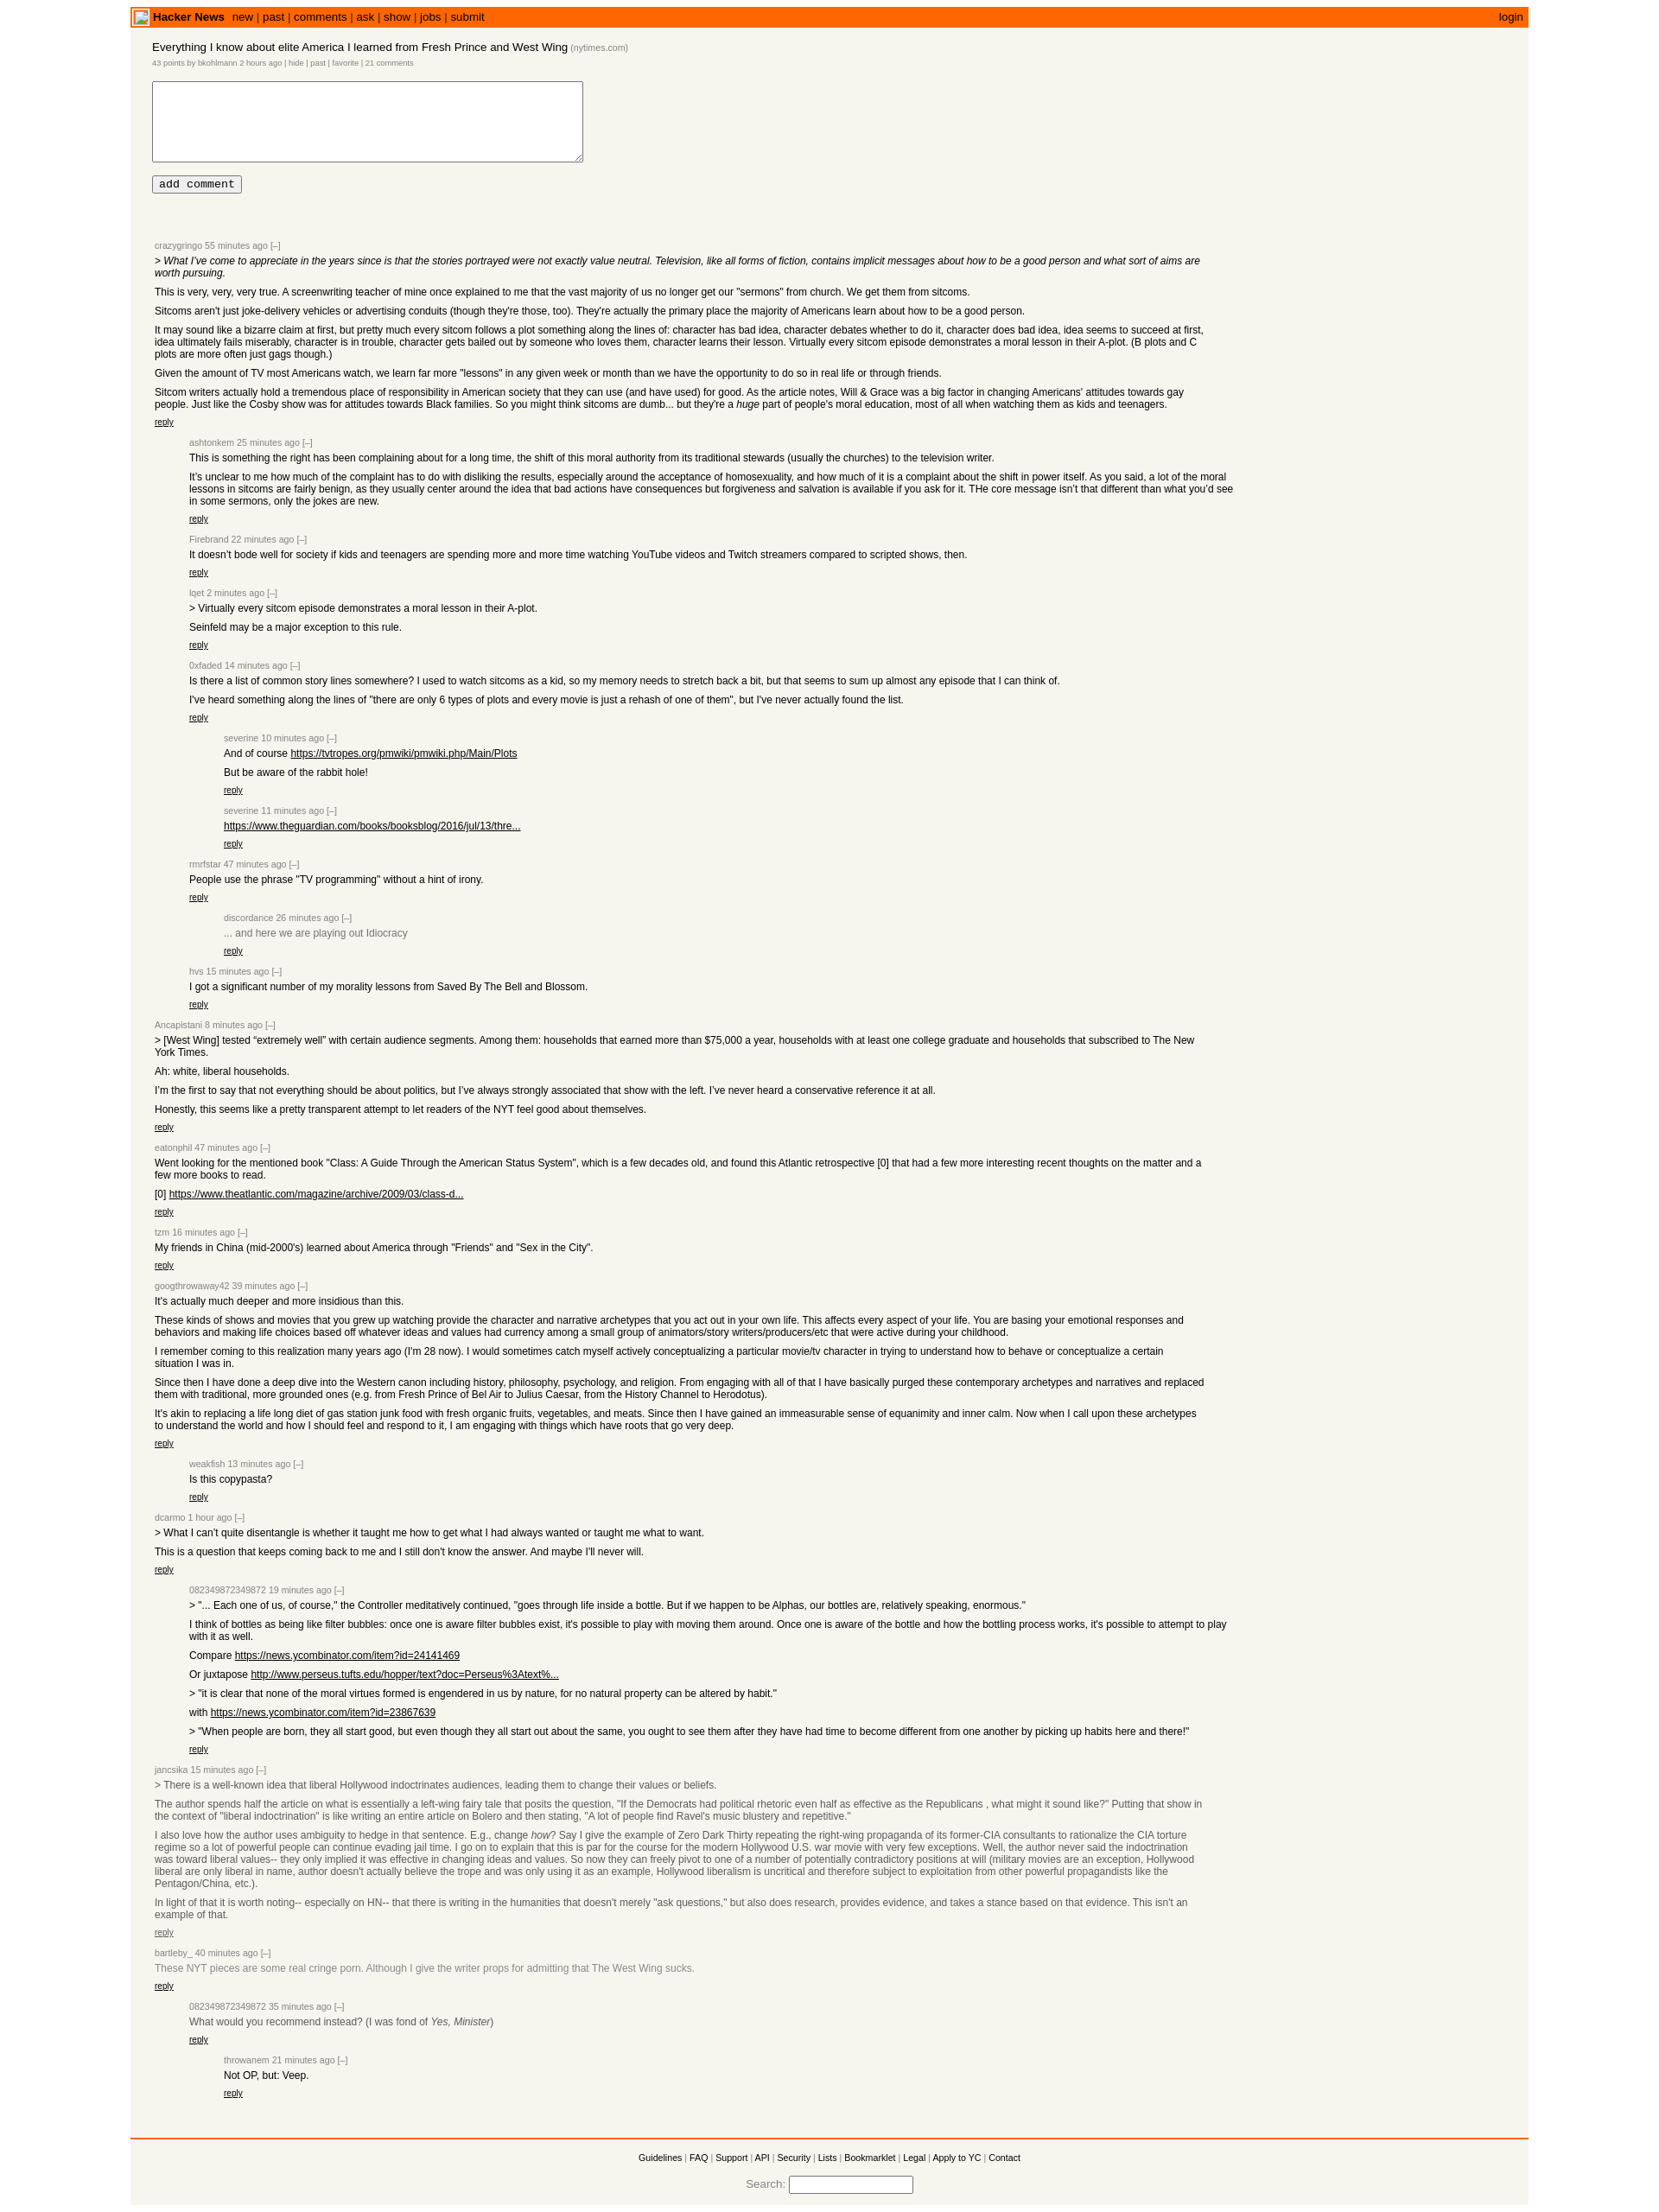 Hacker News new | past | comments | ask | show | jobs | submit login
Everything I know about elite America I learned from Fresh Prince and West Wing (nytimes.com)
43 points by bkohlmann 2 hours ago | hide | past | favorite | 21 comments
add comment
crazygringo 55 minutes ago [–]
> What I’ve come to appreciate in the years since is that the stories portrayed were not exactly value neutral. Television, like all forms of fiction, contains implicit messages about how to be a good person and what sort of aims are
worth pursuing.
This is very, very, very true. A screenwriting teacher of mine once explained to me that the vast majority of us no longer get our "sermons" from church. We get them from sitcoms.
Sitcoms aren't just joke-delivery vehicles or advertising conduits (though they're those, too). They're actually the primary place the majority of Americans learn about how to be a good person.
It may sound like a bizarre claim at first, but pretty much every sitcom follows a plot something along the lines of: character has bad idea, character debates whether to do it, character does bad idea, idea seems to succeed at first,
idea ultimately fails miserably, character is in trouble, character gets bailed out by someone who loves them, character learns their lesson. Virtually every sitcom episode demonstrates a moral lesson in their A-plot. (B plots and C
plots are more often just gags though.)
Given the amount of TV most Americans watch, we learn far more "lessons" in any given week or month than we have the opportunity to do so in real life or through friends.
Sitcom writers actually hold a tremendous place of responsibility in American society that they can use (and have used) for good. As the article notes, Will & Grace was a big factor in changing Americans' attitudes towards gay
people. Just like the Cosby show was for attitudes towards Black families. So you might think sitcoms are dumb... but they're a huge part of people's moral education, most of all when watching them as kids and teenagers.
reply
ashtonkem 25 minutes ago [–]
This is something the right has been complaining about for a long time, the shift of this moral authority from its traditional stewards (usually the churches) to the television writer.
It’s unclear to me how much of the complaint has to do with disliking the results, especially around the acceptance of homosexuality, and how much of it is a complaint about the shift in power itself. As you said, a lot of the moral
lessons in sitcoms are fairly benign, as they usually center around the idea that bad actions have consequences but forgiveness and salvation is available if you ask for it. THe core message isn’t that different than what you’d see
in some sermons, only the jokes are new.
reply
Firebrand 22 minutes ago [–]
It doesn’t bode well for society if kids and teenagers are spending more and more time watching YouTube videos and Twitch streamers compared to scripted shows, then.
reply
lqet 2 minutes ago [–]
> Virtually every sitcom episode demonstrates a moral lesson in their A-plot.
Seinfeld may be a major exception to this rule.
reply
0xfaded 14 minutes ago [–]
Is there a list of common story lines somewhere? I used to watch sitcoms as a kid, so my memory needs to stretch back a bit, but that seems to sum up almost any episode that I can think of.
I've heard something along the lines of "there are only 6 types of plots and every movie is just a rehash of one of them", but I've never actually found the list.
reply
severine 10 minutes ago [–]
And of course https://tvtropes.org/pmwiki/pmwiki.php/Main/Plots
But be aware of the rabbit hole!
reply
severine 11 minutes ago [–]
https://www.theguardian.com/books/booksblog/2016/jul/13/thre...
reply
rmrfstar 47 minutes ago [–]
People use the phrase "TV programming" without a hint of irony.
reply
discordance 26 minutes ago [–]
... and here we are playing out Idiocracy
reply
hvs 15 minutes ago [–]
I got a significant number of my morality lessons from Saved By The Bell and Blossom.
reply
Ancapistani 8 minutes ago [–]
> [West Wing] tested “extremely well” with certain audience segments. Among them: households that earned more than $75,000 a year, households with at least one college graduate and households that subscribed to The New
York Times.
Ah: white, liberal households.
I’m the first to say that not everything should be about politics, but I’ve always strongly associated that show with the left. I’ve never heard a conservative reference it at all.
Honestly, this seems like a pretty transparent attempt to let readers of the NYT feel good about themselves.
reply
eatonphil 47 minutes ago [–]
Went looking for the mentioned book "Class: A Guide Through the American Status System", which is a few decades old, and found this Atlantic retrospective [0] that had a few more interesting recent thoughts on the matter and a
few more books to read.
[0] https://www.theatlantic.com/magazine/archive/2009/03/class-d...
reply
tzm 16 minutes ago [–]
My friends in China (mid-2000's) learned about America through "Friends" and "Sex in the City".
reply
googthrowaway42 39 minutes ago [–]
It's actually much deeper and more insidious than this.
These kinds of shows and movies that you grew up watching provide the character and narrative archetypes that you act out in your own life. This affects every aspect of your life. You are basing your emotional responses and
behaviors and making life choices based off whatever ideas and values had currency among a small group of animators/story writers/producers/etc that were active during your childhood.
I remember coming to this realization many years ago (I'm 28 now). I would sometimes catch myself actively conceptualizing a particular movie/tv character in trying to understand how to behave or conceptualize a certain
situation I was in.
Since then I have done a deep dive into the Western canon including history, philosophy, psychology, and religion. From engaging with all of that I have basically purged these contemporary archetypes and narratives and replaced
them with traditional, more grounded ones (e.g. from Fresh Prince of Bel Air to Julius Caesar, from the History Channel to Herodotus).
It's akin to replacing a life long diet of gas station junk food with fresh organic fruits, vegetables, and meats. Since then I have gained an immeasurable sense of equanimity and inner calm. Now when I call upon these archetypes
to understand the world and how I should feel and respond to it, I am engaging with things which have roots that go very deep.
reply
weakfish 13 minutes ago [–]
Is this copypasta?
reply
dcarmo 1 hour ago [–]
> What I can’t quite disentangle is whether it taught me how to get what I had always wanted or taught me what to want.
This is a question that keeps coming back to me and I still don't know the answer. And maybe I'll never will.
reply
082349872349872 19 minutes ago [–]
> "... Each one of us, of course," the Controller meditatively continued, "goes through life inside a bottle. But if we happen to be Alphas, our bottles are, relatively speaking, enormous."
I think of bottles as being like filter bubbles: once one is aware filter bubbles exist, it's possible to play with moving them around. Once one is aware of the bottle and how the bottling process works, it's possible to attempt to play
with it as well.
Compare https://news.ycombinator.com/item?id=24141469
Or juxtapose http://www.perseus.tufts.edu/hopper/text?doc=Perseus%3Atext%...
> "it is clear that none of the moral virtues formed is engendered in us by nature, for no natural property can be altered by habit."
with https://news.ycombinator.com/item?id=23867639
> "When people are born, they all start good, but even though they all start out about the same, you ought to see them after they have had time to become different from one another by picking up habits here and there!"
reply
jancsika 15 minutes ago [–]
> There is a well-known idea that liberal Hollywood indoctrinates audiences, leading them to change their values or beliefs.
The author spends half the article on what is essentially a left-wing fairy tale that posits the question, "If the Democrats had political rhetoric even half as effective as the Republicans , what might it sound like?" Putting that show in
the context of "liberal indoctrination" is like writing an entire article on Bolero and then stating, "A lot of people find Ravel's music blustery and repetitive."
I also love how the author uses ambiguity to hedge in that sentence. E.g., change how? Say I give the example of Zero Dark Thirty repeating the right-wing propaganda of its former-CIA consultants to rationalize the CIA torture
regime so a lot of powerful people can continue evading jail time. I go on to explain that this is par for the course for the modern Hollywood U.S. war movie with very few exceptions. Well, the author never said the indoctrination
was toward liberal values-- they only implied it was effective in changing ideas and values. So now they can freely pivot to one of a number of potentially contradictory positions at will (military movies are an exception, Hollywood
liberal are only liberal in name, author doesn't actually believe the trope and was only using it as an example, Hollywood liberalism is uncritical and therefore subject to exploitation from other powerful propagandists like the
Pentagon/China, etc.).
In light of that it is worth noting-- especially on HN-- that there is writing in the humanities that doesn't merely "ask questions," but also does research, provides evidence, and takes a stance based on that evidence. This isn't an
example of that.
reply
bartleby_ 40 minutes ago [–]
These NYT pieces are some real cringe porn. Although I give the writer props for admitting that The West Wing sucks.
reply
082349872349872 35 minutes ago [–]
What would you recommend instead? (I was fond of Yes, Minister)
reply
throwanem 21 minutes ago [–]
Not OP, but: Veep.
reply
Guidelines | FAQ | Support | API | Security | Lists | Bookmarklet | Legal | Apply to YC | Contact
Search: